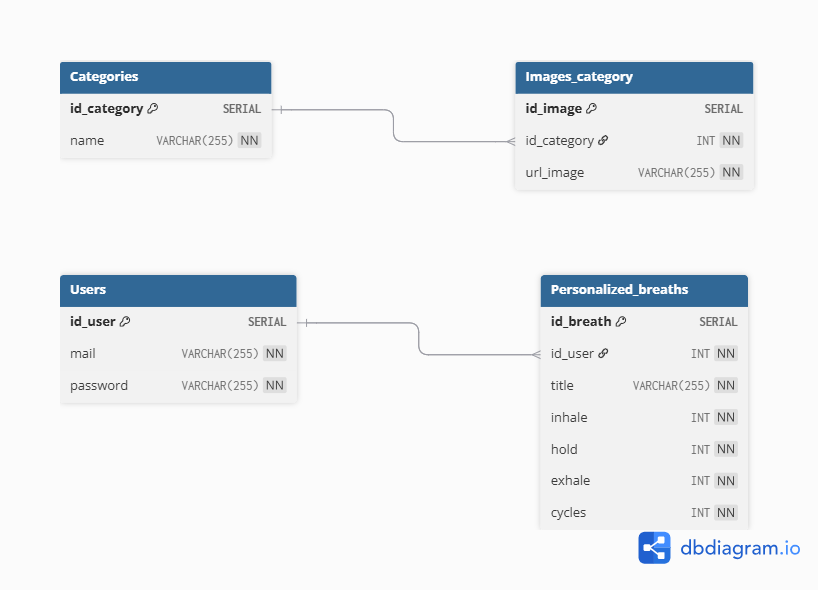 Categories
id_category SERIAL
name VARCHAR(255) NN
Images_category
id_image SERIAL
id_category INT NN
url_image VARCHAR(255) NN
Users
id_user SERIAL
mail VARCHAR(255) NN
password VARCHAR(255) NN
Personalized_breaths
id_breath SERIAL
id_user INT NN
title VARCHAR(255) NN
inhale INT NN
hold INT NN
exhale INT NN
cycles INT NN
dbdiagram.io